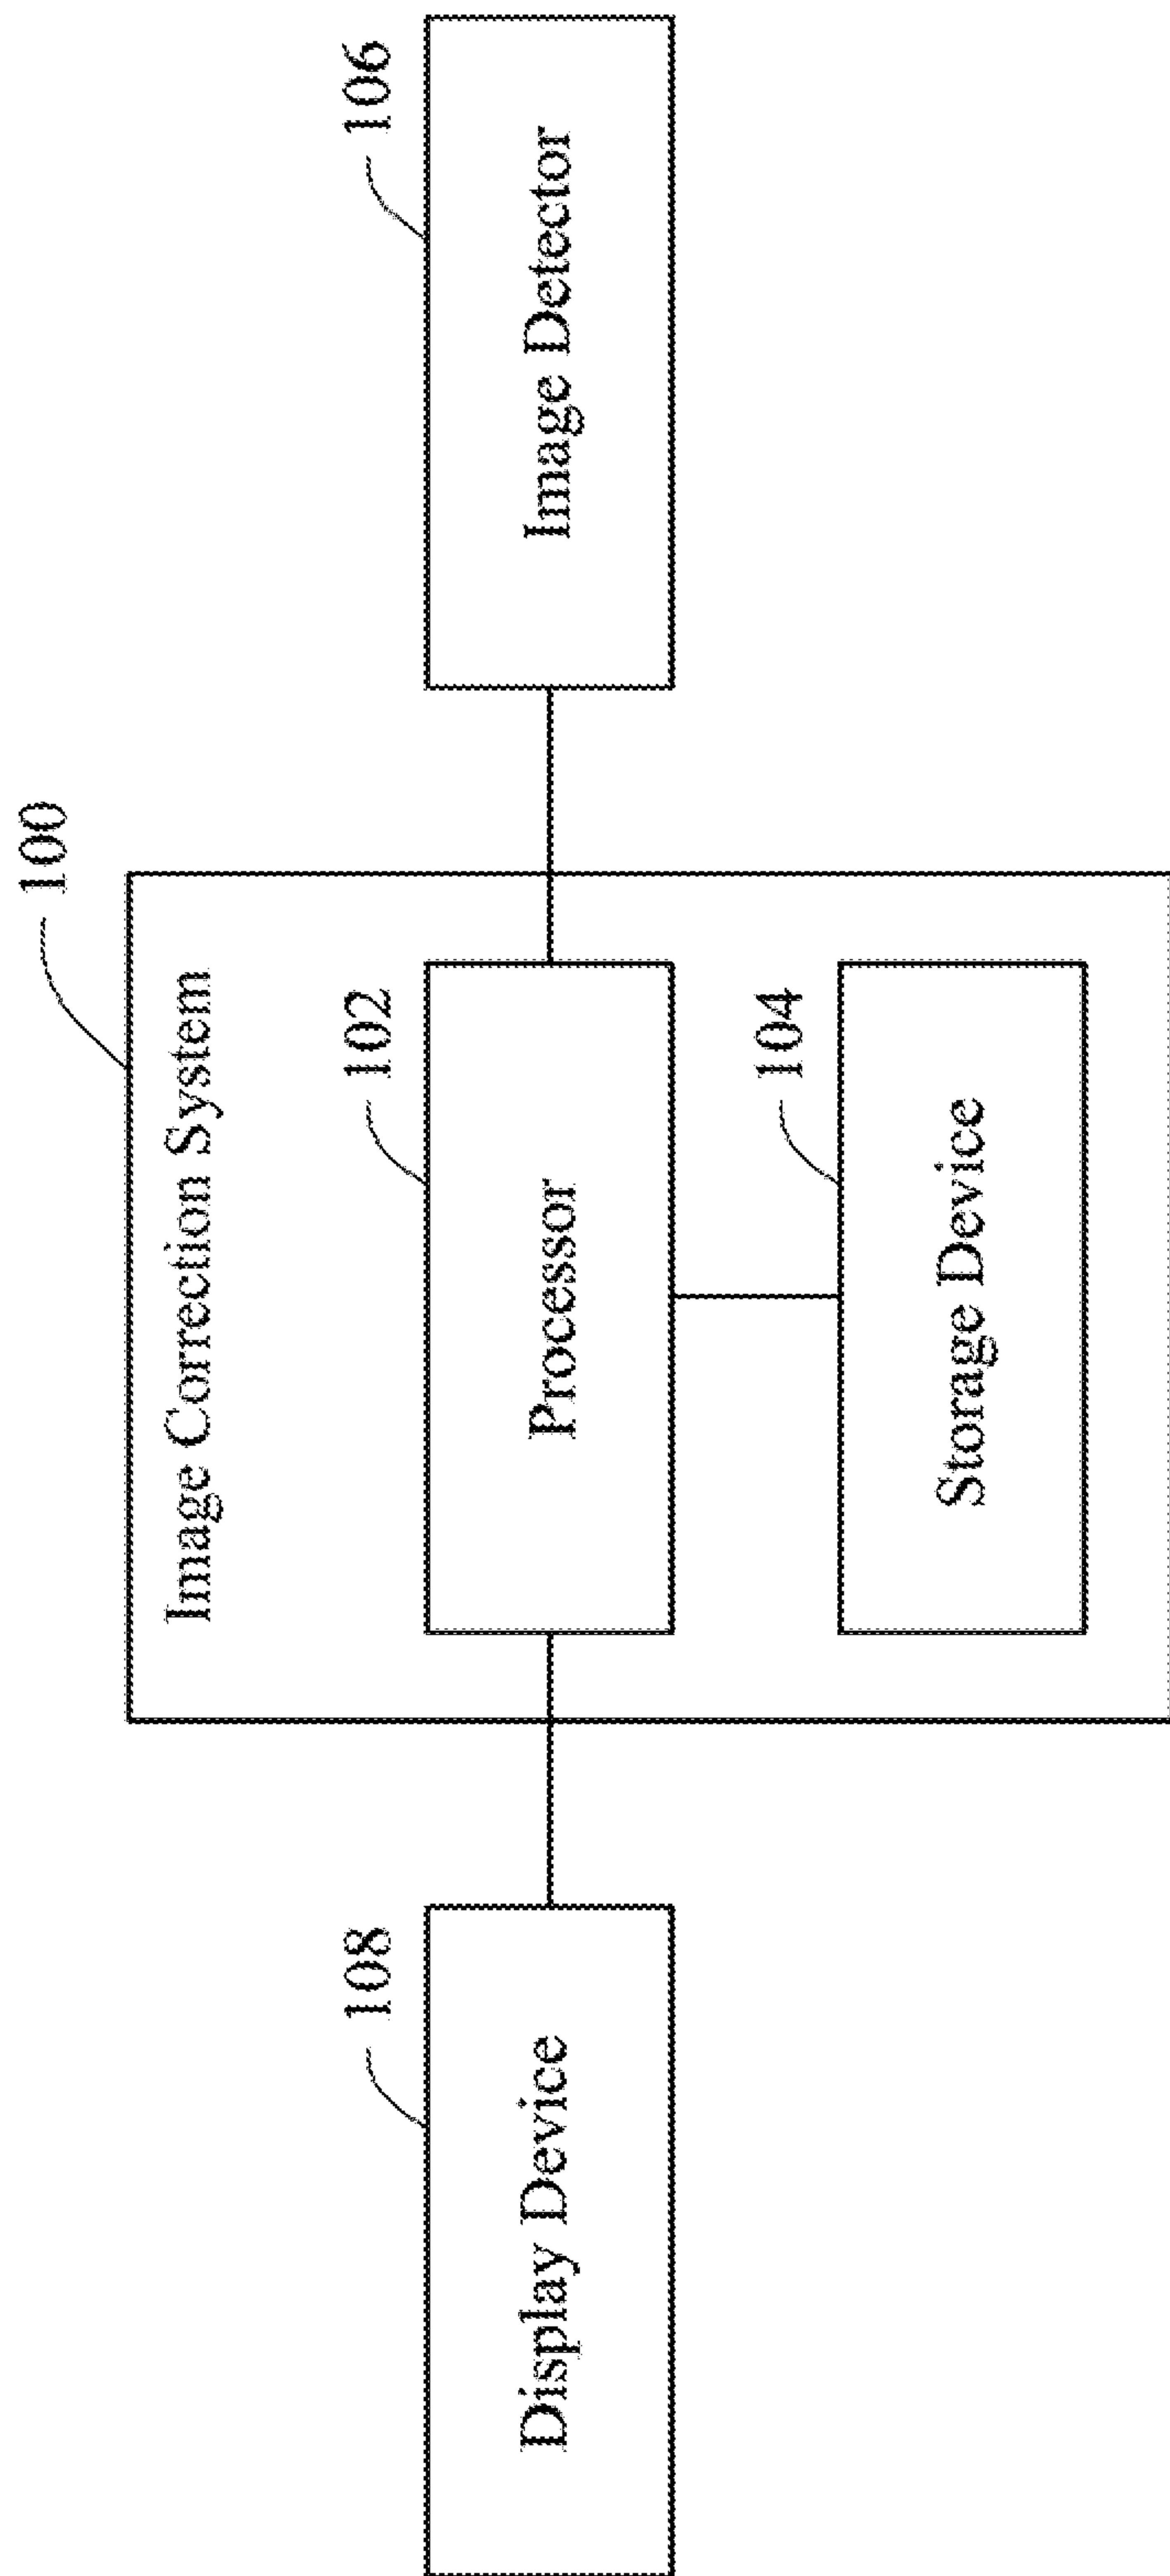 100
Image Correction System
108
102
106
Display Device
Processor
Image Detector
104
Storage Device